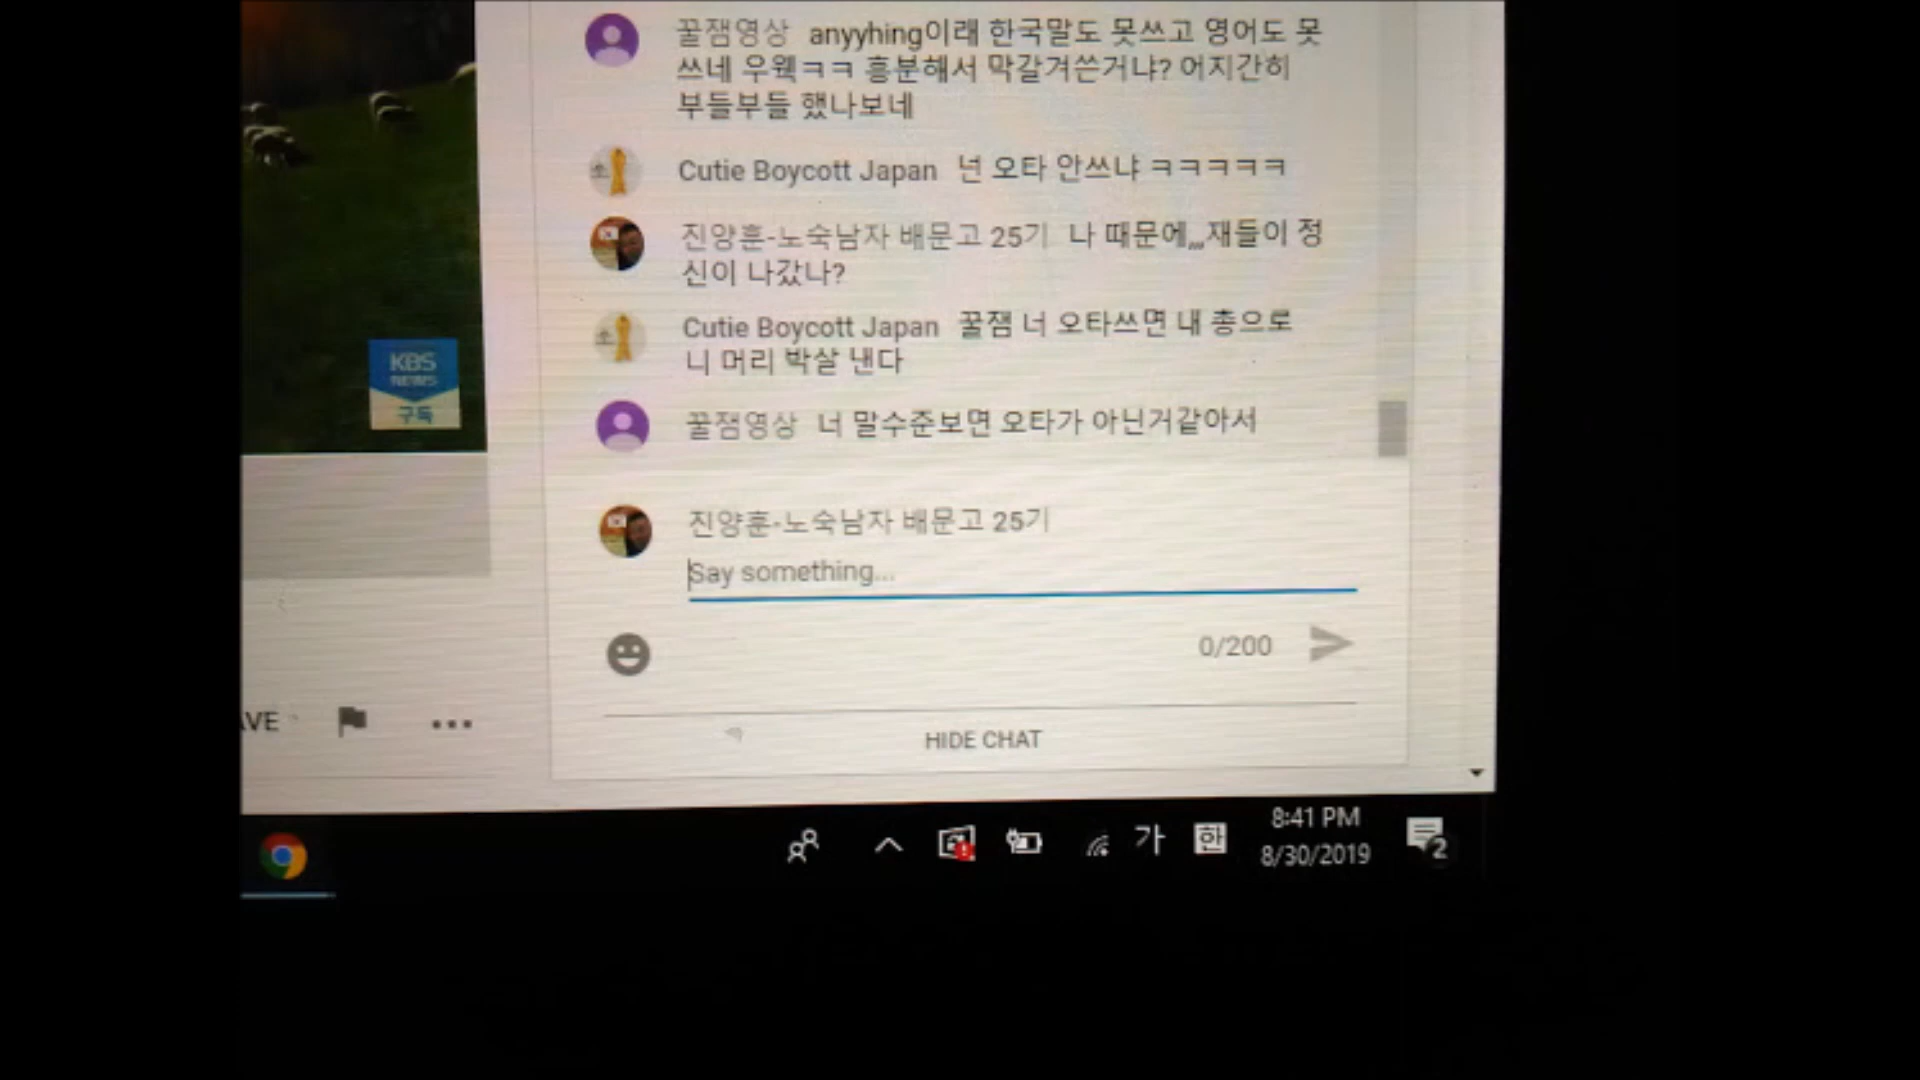 꿀잼영상 anyyhing이래 한국말도 못쓰고 영어도 못
쓰네 우웩ㅋㅋ 흥분해서 막갈겨쓴거냐? 어지간히
부들부들 했나보네
Cutie Boycott Japan 넌 오타 안쓰냐 ㅋㅋㅋㅋㅋ
진양훈-노숙남자 배문고 25기 나 때문에,,,재들이 정
신이 나갔나?
Cutie Boycott Japan 꿀잼 너 오타쓰면 내 총으로
니 머리 박살 낸다
KBS
NEWS
구독
꿀잼영상 너 말수준보면 오타가 아닌거같아서
진양훈-노숙남자 배문고 25기
Say something...
0/200
AVE
HIDE CHAT
가
한
8:41 PM
8/30/2019
2